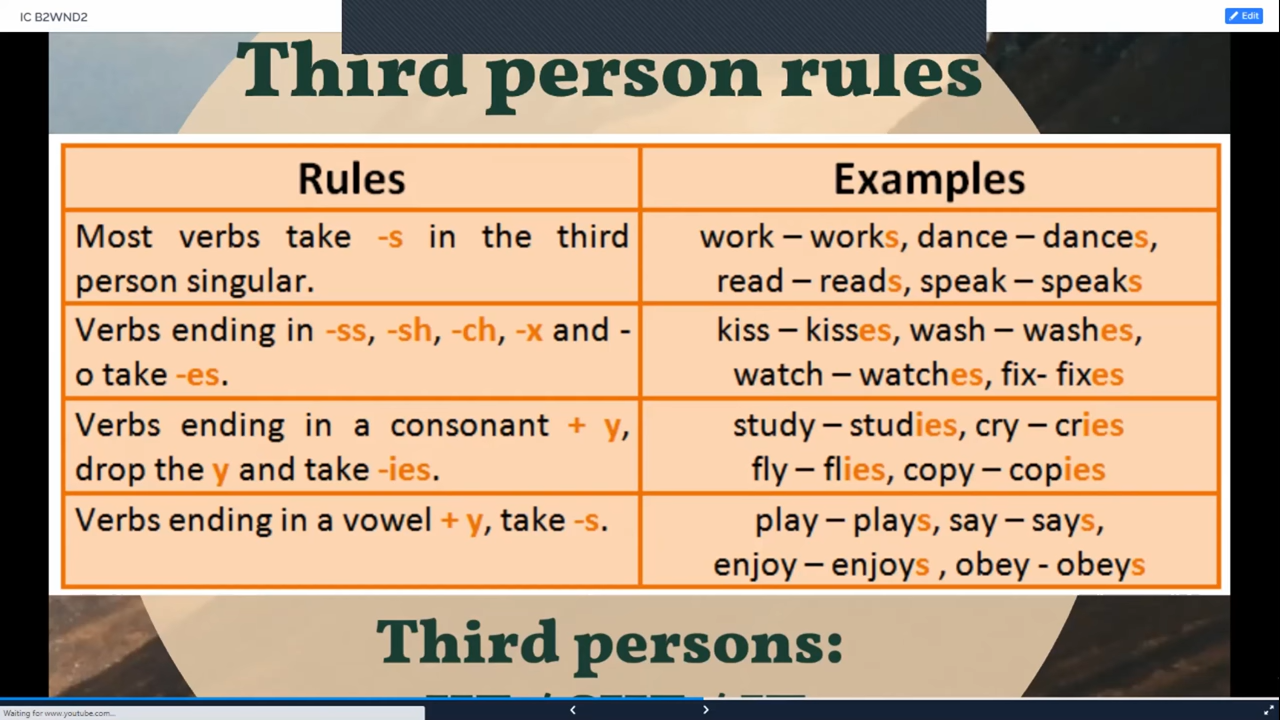 IC B2WND2
Edit
Third person rules
Rules
Examples
Most verbs take -s in the third
person singular.
work – works, dance – dances,
read – reads, speak – speaks
Verbs ending in -ss, -sh, -ch, -x and -
o take -es.
kiss – kisses, wash – washes,
watch – watches, fix- fixes
Verbs ending in a consonant + y,
drop the y and take -ies.
study – studies, cry – cries
fly – flies, copy – copies
Verbs ending in a vowel + y, take -s.
play – plays, say – says,
enjoy – enjoys , obey - obeys
Third persons:
Waiting for www.youtube.com...